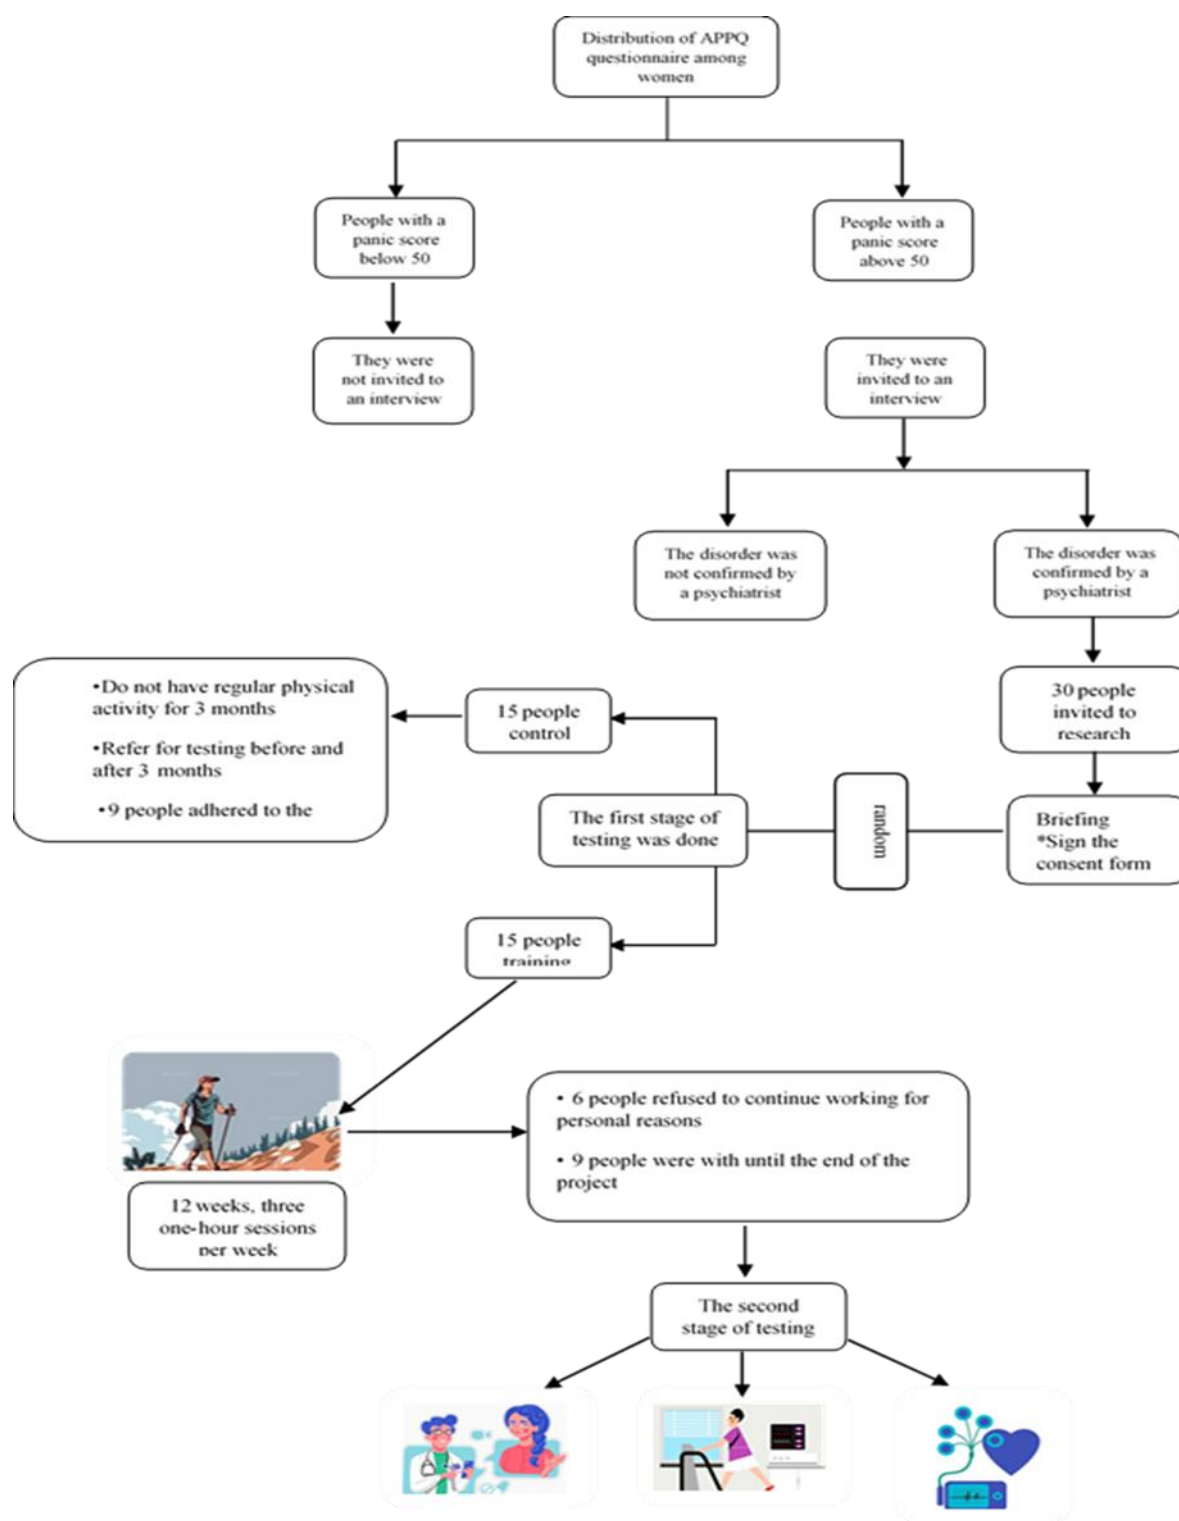 Distribution of APPQ
questionnaire among
women
People with a
panic score
below 50
People with a
panic score
above 50
They were
not invited to
an interview
They were
invited to an
interview
The disorder was
not confirmed by
a psychiatrist
The disorder was
confirmed by a
psychiatrist
•Do not have regular physical
activity for 3 months
•Refer for testing before and
after 3 months
•9 people adhered to the
15 people
control
30 people
invited to
research
The first stage of
testing was done
random
Briefing
*Sign the
consent form
15 people
training
12 weeks, three
one-hour sessions
per week
• 6 people refused to continue working for
personal reasons
• 9 people were with until the end of the
project
The second
stage of testing